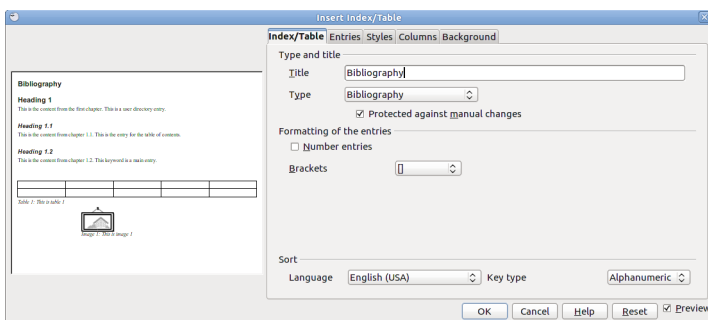 Insert Index/Table
Index/Table Entries Styles Columns Background
Type and title
Title Bibliography
Type Bibliography
Protected against manual changes
Formatting of the entries
Number entries
Brackets []
Sort
Language English (USA) Key type Alphanumeric
OK Cancel Help Reset Preview
Bibliography
Heading 1
This is the content from the first chapter. This is a user directory entry.
Heading 1.1
This is the content from chapter 1.1. This is the entry for the table of contents.
Heading 1.2
This is the content from chapter 1.2. This keyword is a main entry.
Table 1: This is table 1
Image 1: This is image 1